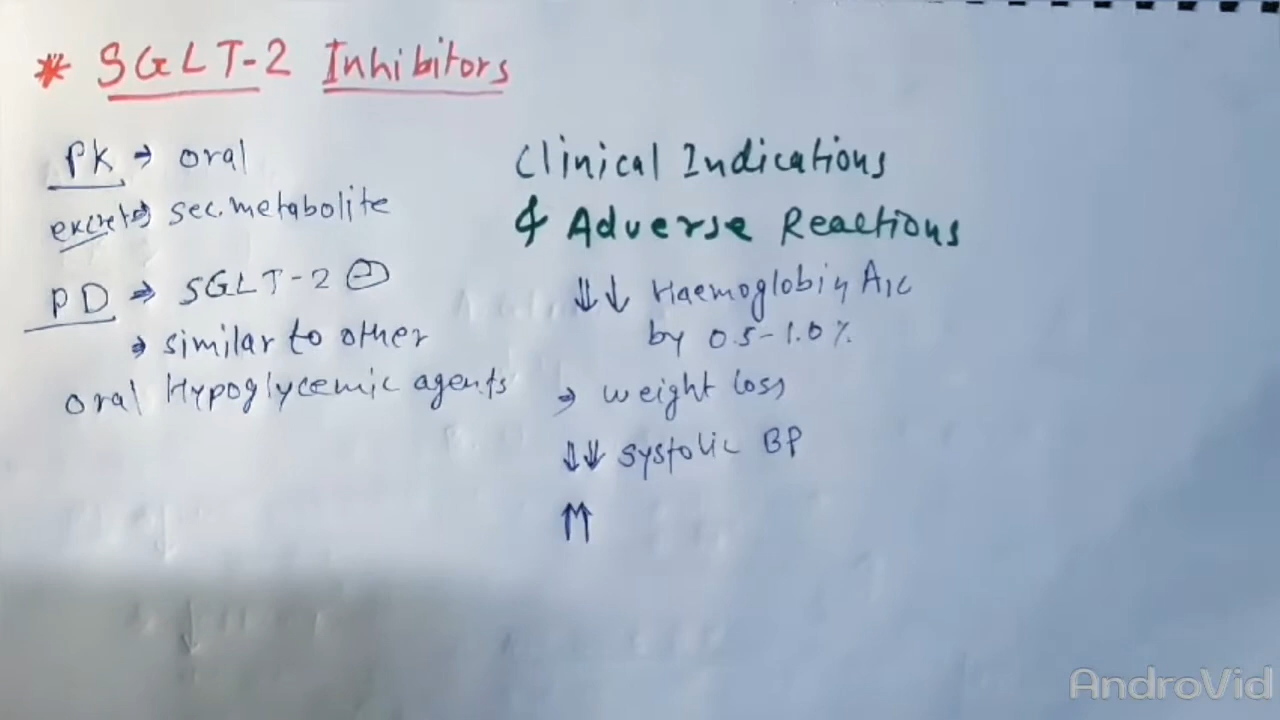 * SGLT-2 Inhibitors
PK → oral
excret → sec. metabolite
PD → SGLT-2 ⊖
→ similar to other
oral Hypoglycemic agents
Clinical Indications
& Adverse Reactions
↓↓ Haemoglobin A1C
by 0.5-1.0%
→ weight loss
↓↓ systolic BP
↑↑
AndroVid